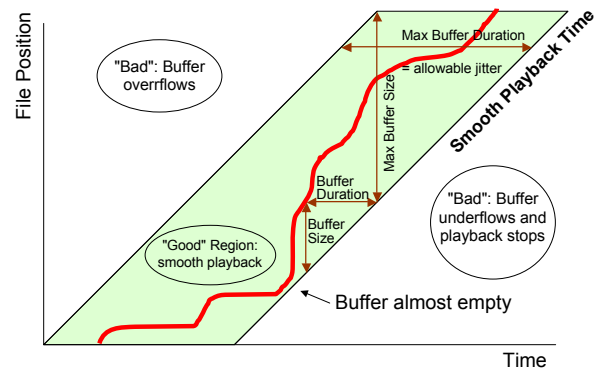 File Position
"Bad": Buffer
overrflows
Max Buffer Duration
= allowable jitter
Max Buffer Size
Smooth Playback Time
Buffer
Duration
Buffer
Size
"Bad": Buffer
underflows and
playback stops
"Good" Region:
smooth playback
Buffer almost empty
Time